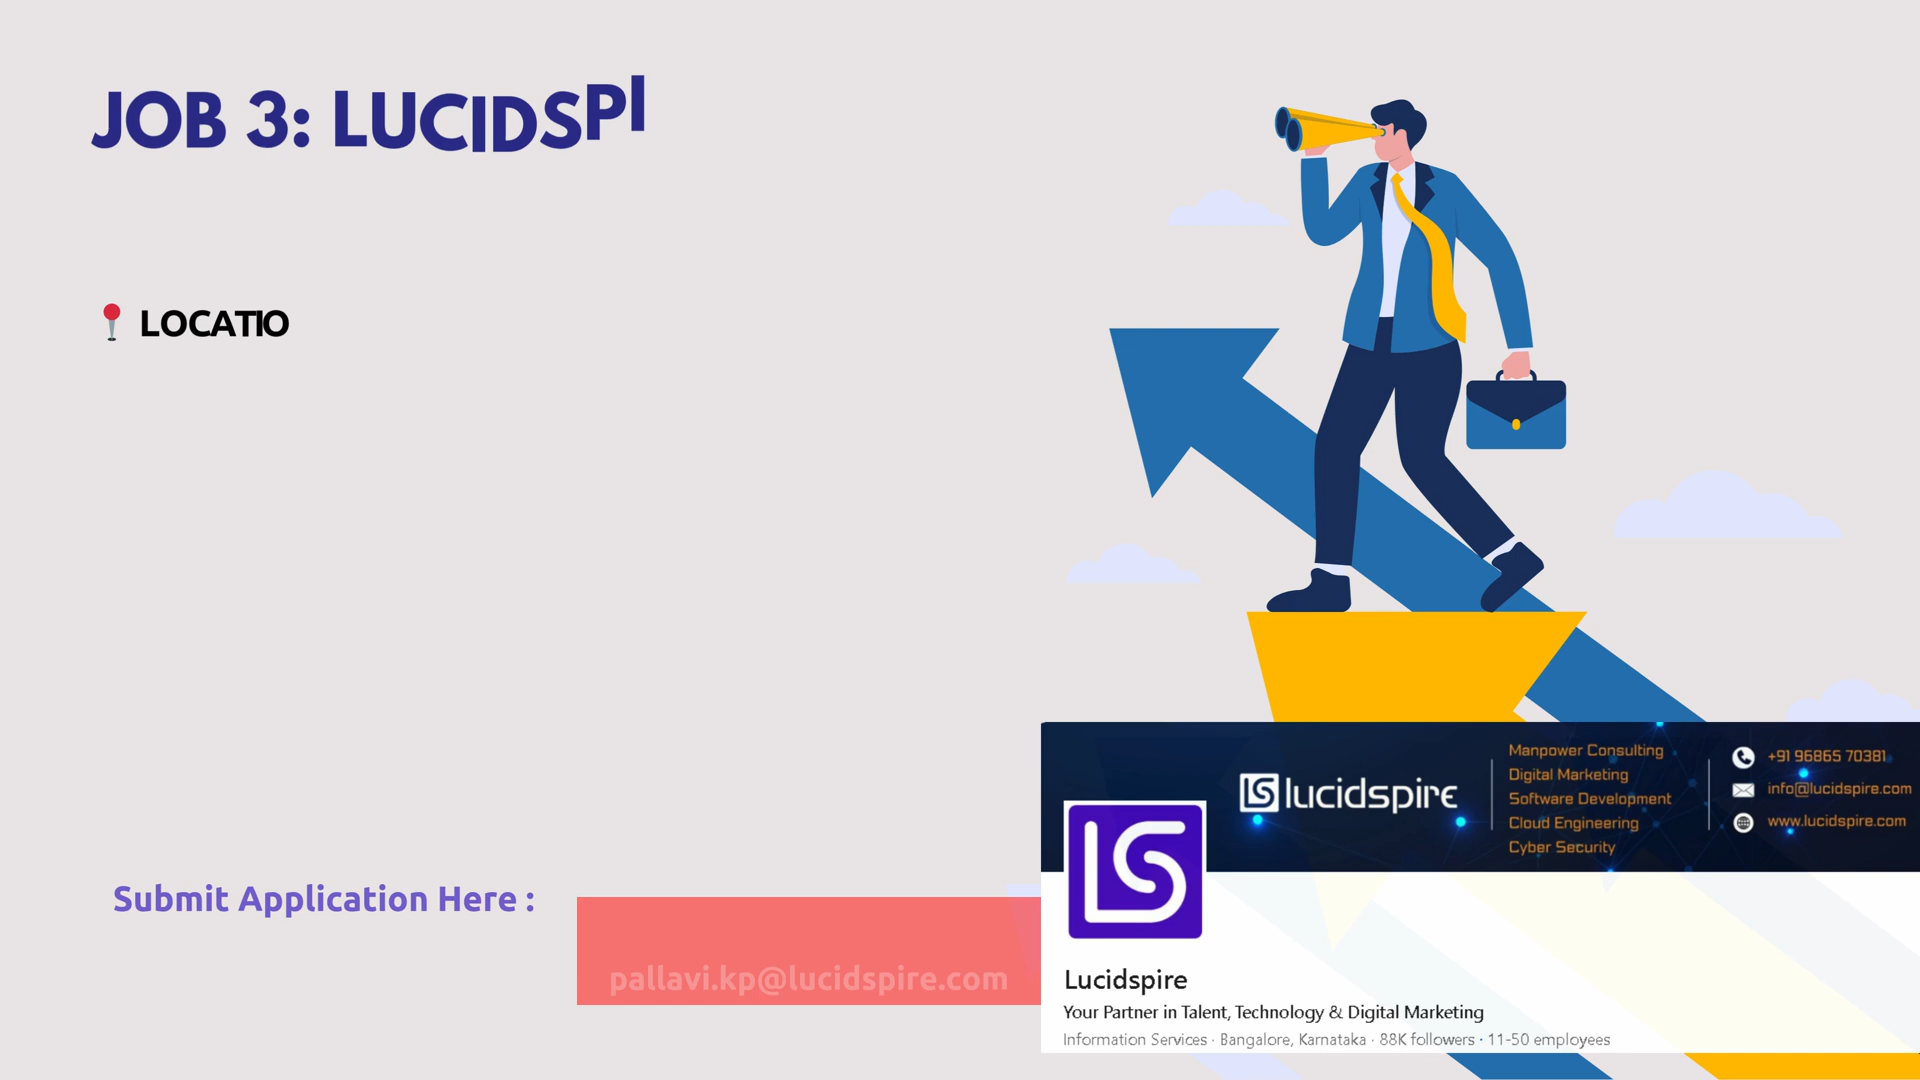 JOB 3: LUCIDSPI
LOCATIO
Submit Application Here :
pallavi.kp@lucidspire.com
LS lucidspire
Manpower Consulting
Digital Marketing
Software Development
Cloud Engineering
Cyber Security
+91 96865 70381
info@lucidspire.com
www.lucidspire.com
LS
Lucidspire
Your Partner in Talent, Technology & Digital Marketing
Information Services · Bangalore, Karnataka · 88K followers · 11-50 employees